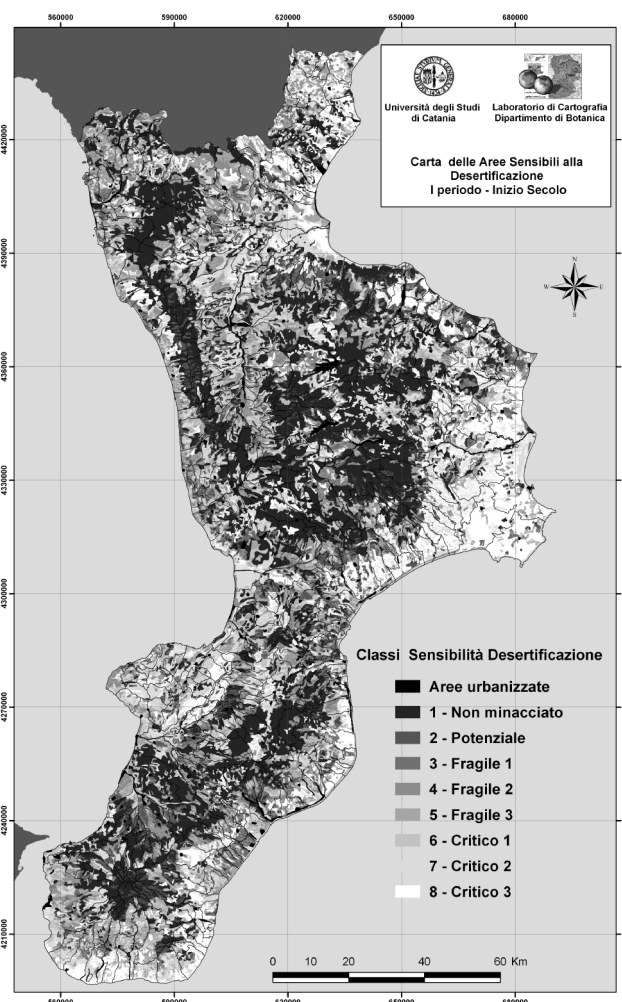 560000 590000 620000 650000 680000
Università degli Studi
di Catania
Laboratorio di Cartografia
Dipartimento di Botanica
Carta delle Aree Sensibili alla
Desertificazione
I periodo - Inizio Secolo
4420000
4390000
4360000
4330000
4300000
4270000
4240000
4210000
N
W E
S
Classi Sensibilità Desertificazione
Aree urbanizzate
1 - Non minacciato
2 - Potenziale
3 - Fragile 1
4 - Fragile 2
5 - Fragile 3
6 - Critico 1
7 - Critico 2
8 - Critico 3
0 10 20 40 60 Km
560000 590000 620000 650000 680000